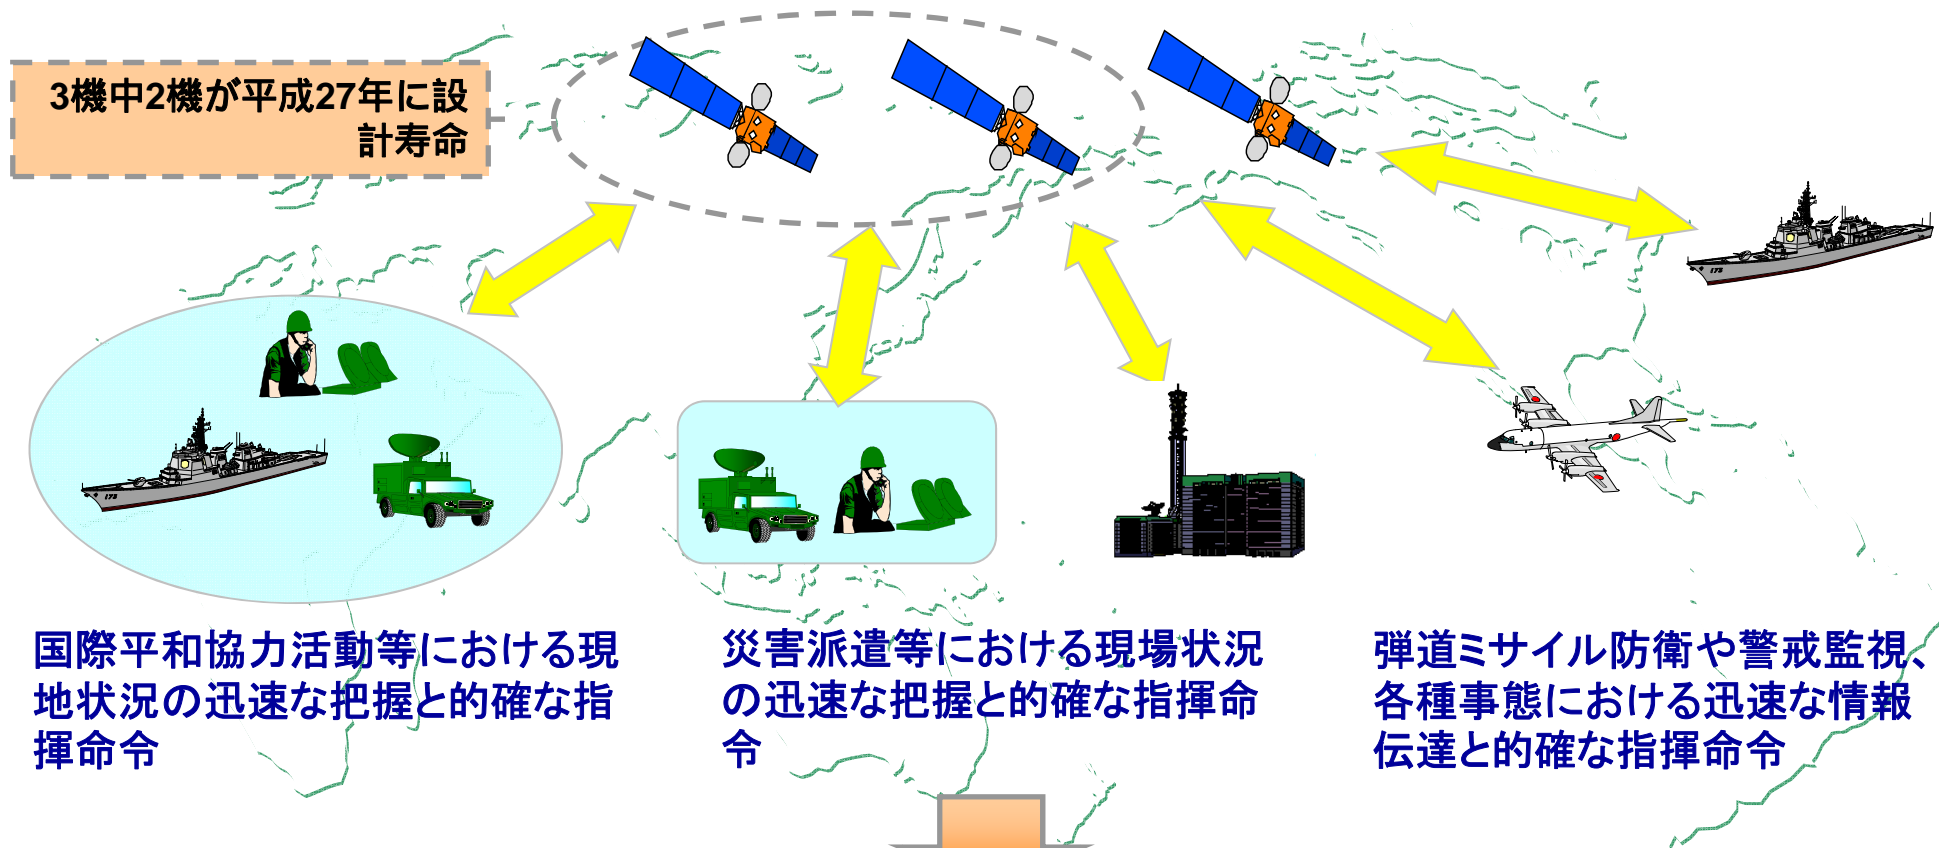 3機中2機が平成27年に設
計寿命
173
173
国際平和協力活動等における現
地状況の迅速な把握と的確な指
揮命令
災害派遣等における現場状況
の迅速な把握と的確な指揮命
令
弾道ミサイル防衛や警戒監視、
各種事態における迅速な情報
伝達と的確な指揮命令